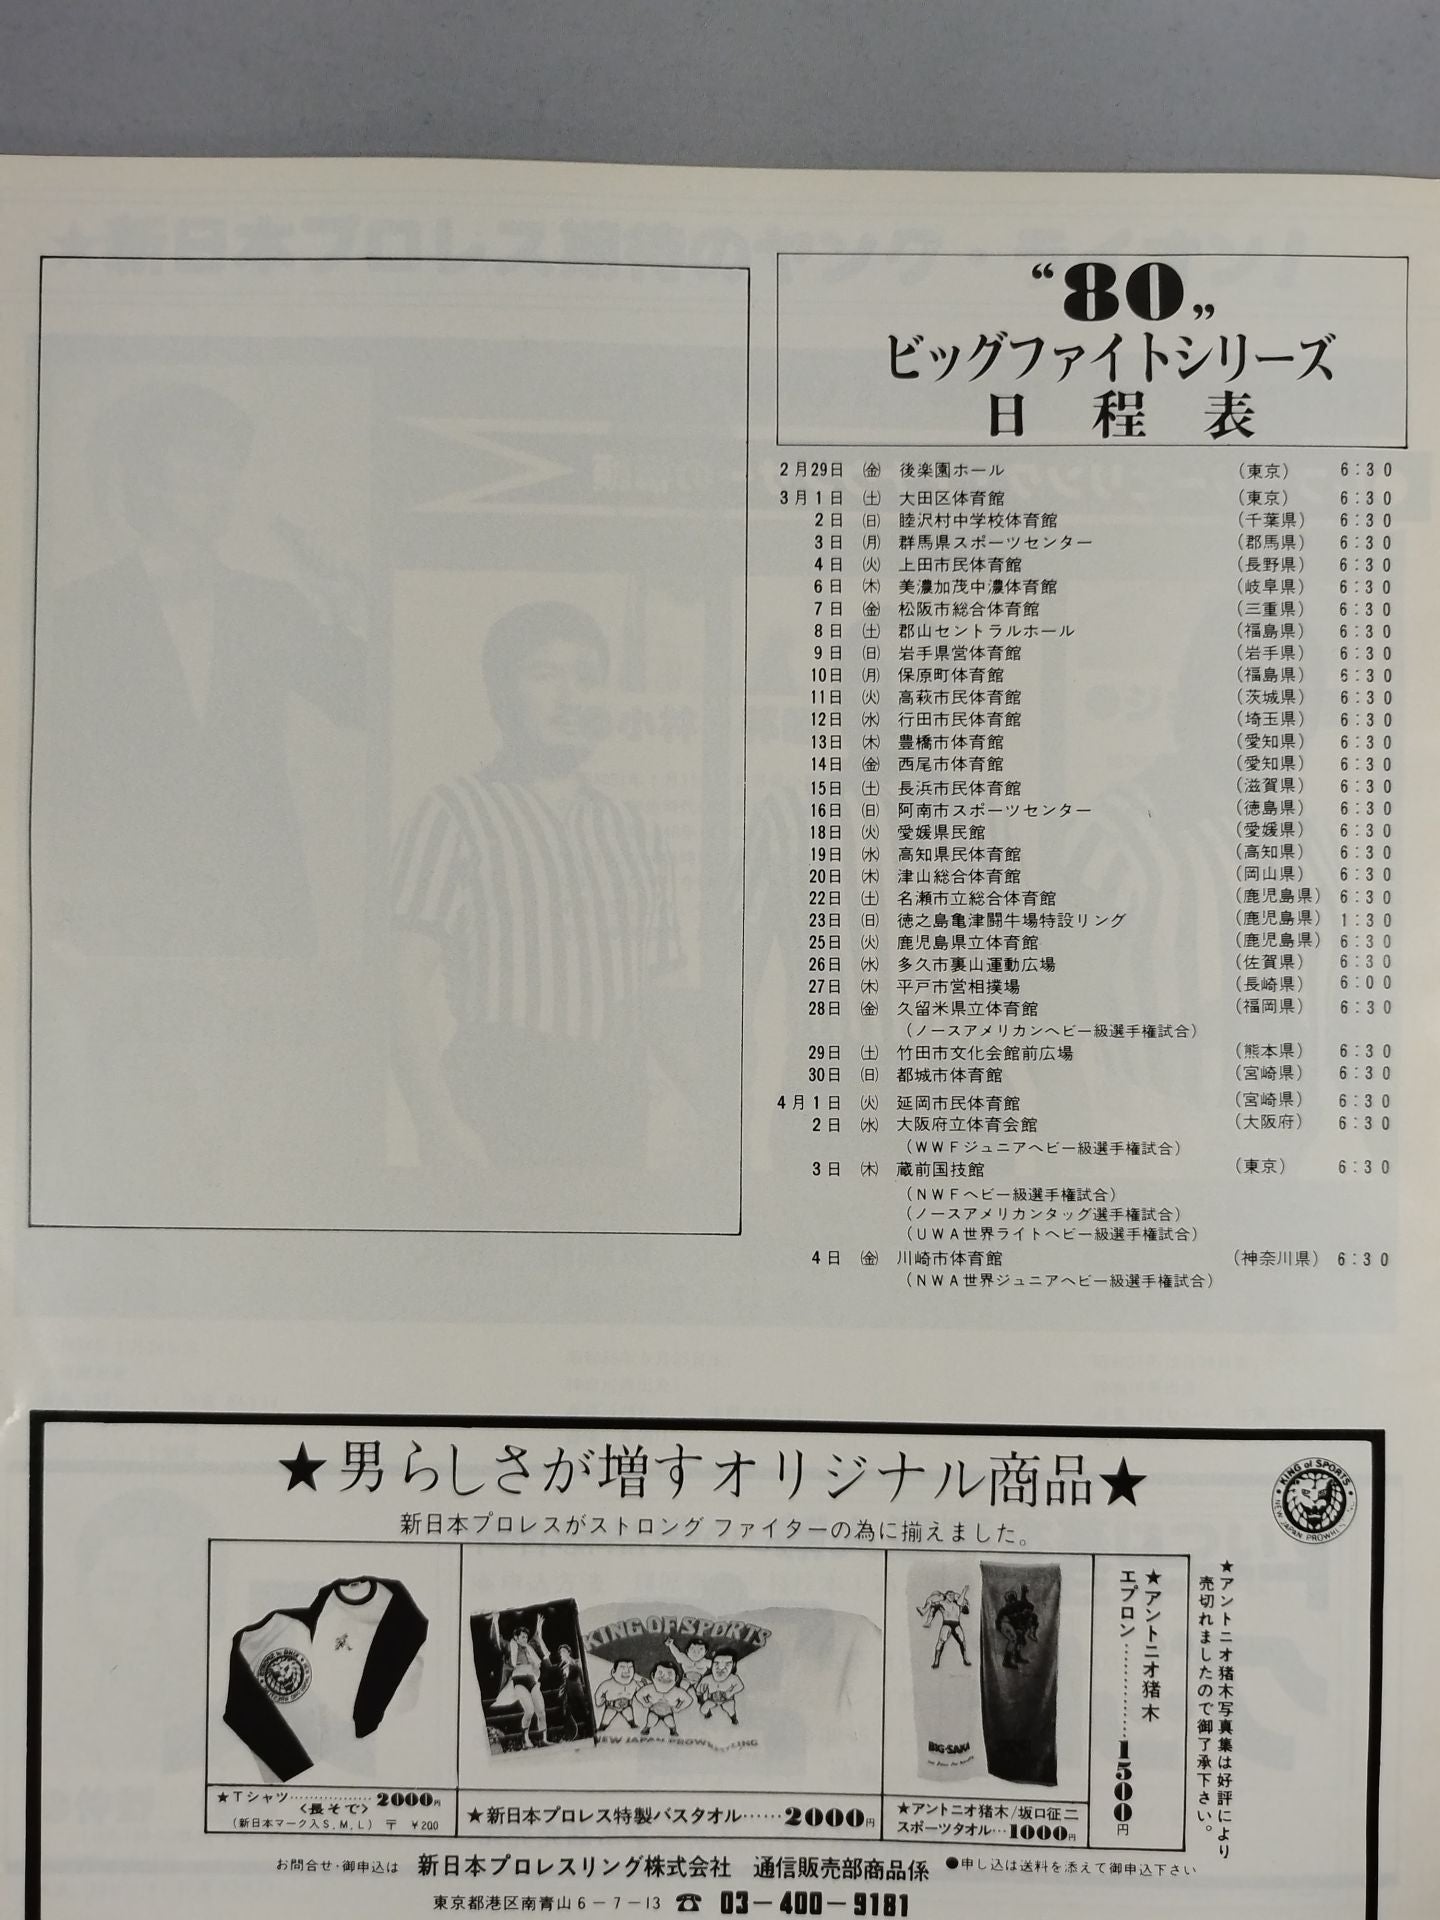 “80„
ビッグファイトシリーズ
日程表
2月29日 ㈮ 後楽園ホール (東京) 6:30
3月1日 ㈯ 大田区体育館 (東京) 6:30
2日 ㈰ 睦沢村中学校体育館 (千葉県) 6:30
3日 ㈪ 群馬県スポーツセンター (郡馬県) 6:30
4日 ㈫ 上田市民体育館 (長野県) 6:30
6日 ㈭ 美濃加茂中濃体育館 (岐阜県) 6:30
7日 ㈮ 松阪市総合体育館 (三重県) 6:30
8日 ㈯ 郡山セントラルホール (福島県) 6:30
9日 ㈰ 岩手県営体育館 (岩手県) 6:30
10日 ㈪ 保原町体育館 (福島県) 6:30
11日 ㈫ 高萩市民体育館 (茨城県) 6:30
12日 ㈬ 行田市民体育館 (埼玉県) 6:30
13日 ㈭ 豊橋市体育館 (愛知県) 6:30
14日 ㈮ 西尾市体育館 (愛知県) 6:30
15日 ㈯ 長浜市民体育館 (滋賀県) 6:30
16日 ㈰ 阿南市スポーツセンター (徳島県) 6:30
18日 ㈫ 愛媛県民館 (愛媛県) 6:30
19日 ㈬ 高知県民体育館 (高知県) 6:30
20日 ㈭ 津山総合体育館 (岡山県) 6:30
22日 ㈯ 名瀬市立総合体育館 (鹿児島県) 6:30
23日 ㈰ 徳之島亀津闘牛場特設リング (鹿児島県) 1:30
25日 ㈫ 鹿児島県立体育館 (鹿児島県) 6:30
26日 ㈬ 多久市裏山運動広場 (佐賀県) 6:30
27日 ㈭ 平戸市営相撲場 (長崎県) 6:00
28日 ㈮ 久留米県立体育館 (福岡県) 6:30
(ノースアメリカンヘビー級選手権試合)
29日 ㈯ 竹田市文化会館前広場 (熊本県) 6:30
30日 ㈰ 都城市体育館 (宮崎県) 6:30
4月1日 ㈫ 延岡市民体育館 (宮崎県) 6:30
2日 ㈬ 大阪府立体育会館 (大阪府) 6:30
(WWFジュニアヘビー級選手権試合)
3日 ㈭ 蔵前国技館 (東京) 6:30
(NWFヘビー級選手権試合)
(ノースアメリカンタッグ選手権試合)
(UWA世界ライトヘビー級選手権試合)
4日 ㈮ 川崎市体育館 (神奈川県) 6:30
(NWA世界ジュニアヘビー級選手権試合)
★男らしさが増すオリジナル商品★
KING of SPORTS
新日本プロレスがストロング ファイターの為に揃えました。
KING OF SPORTS
NEW JAPAN PROWRESTLING
BIG-SAKA
★Tシャツ………………2000円
<長そで>
(新日本マーク入S,M,L) 〒 ¥200
★新日本プロレス特製バスタオル……2000円
★アントニオ猪木/坂口征二
スポーツタオル…1000円
★アントニオ猪木
エプロン……………1500円
★アントニオ猪木写真集は好評により
売切れましたので御了承下さい。
お問合せ・御申込は 新日本プロレスリング株式会社 通信販売部商品係 ●申し込は送料を添えて御申込下さい
東京都港区南青山6-7-13 ☎ 03-400-9181